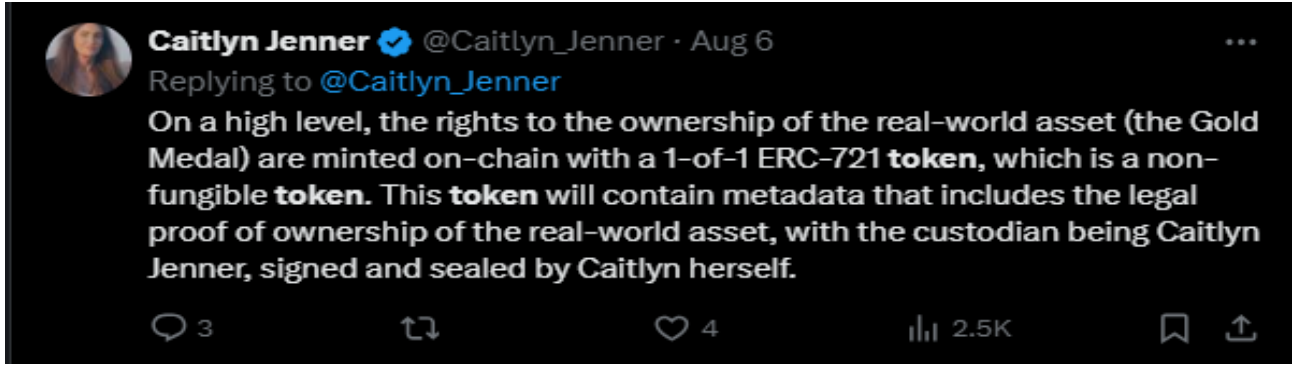 Caitlyn Jenner @Caitlyn_Jenner · Aug 6
Replying to @Caitlyn_Jenner
On a high level, the rights to the ownership of the real-world asset (the Gold
Medal) are minted on-chain with a 1-of-1 ERC-721 token, which is a non-
fungible token. This token will contain metadata that includes the legal
proof of ownership of the real-world asset, with the custodian being Caitlyn
Jenner, signed and sealed by Caitlyn herself.
3 4 2.5K